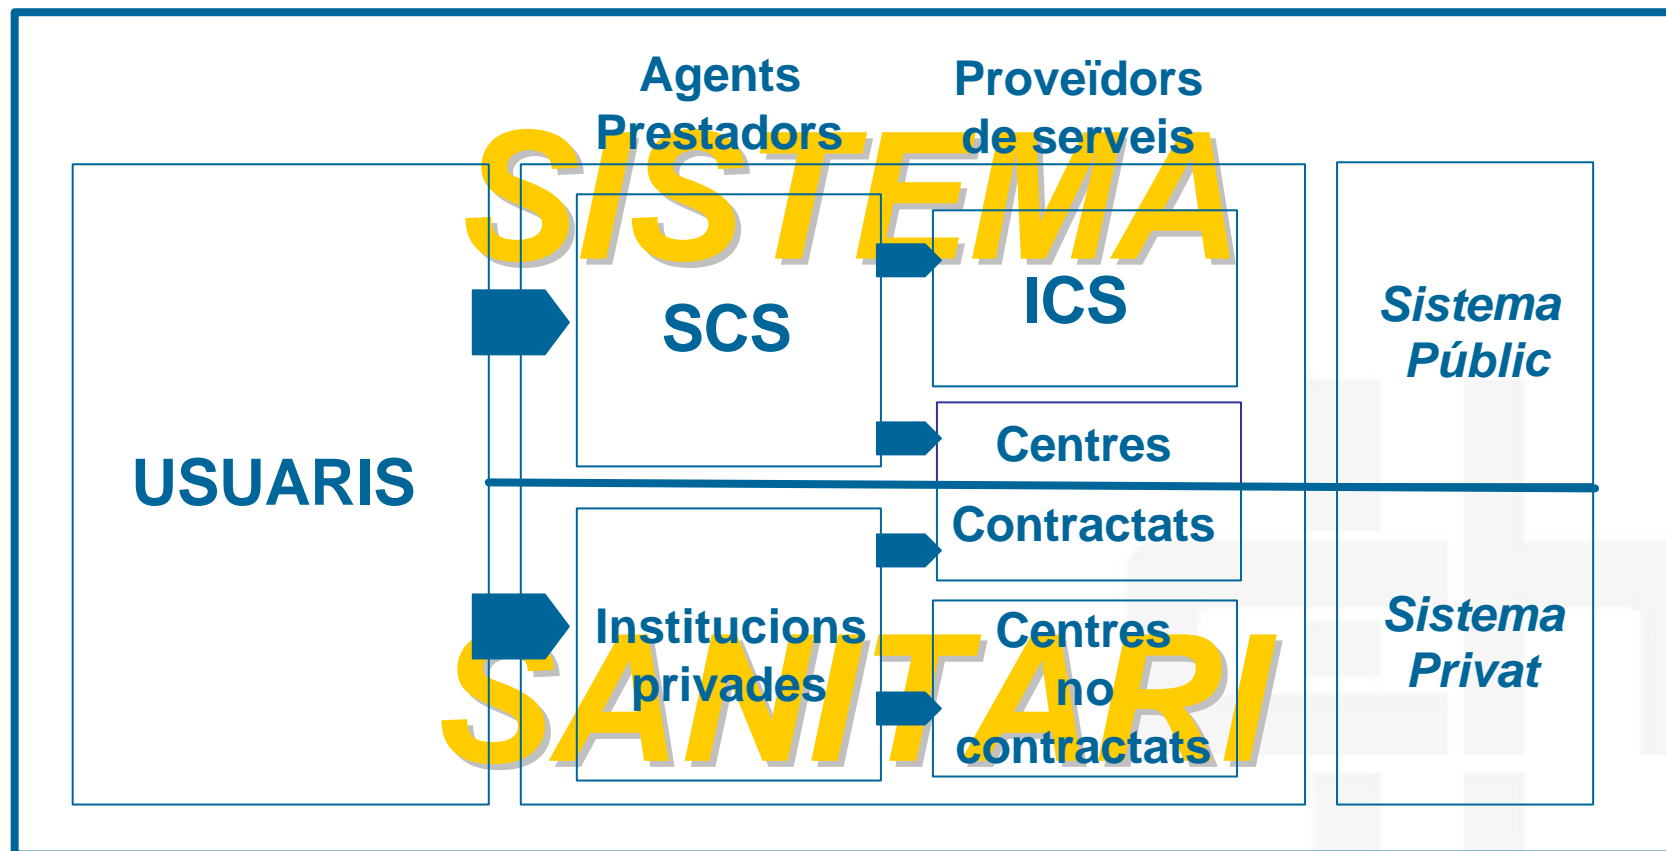 Agents
Prestadors
Proveïdors
de serveis
SISTEMA
SCS
ICS
Sistema
Públic
USUARIS
Centres
Contractats
Institucions
privades
Centres
no
contractats
Sistema
Privat
SANITARI